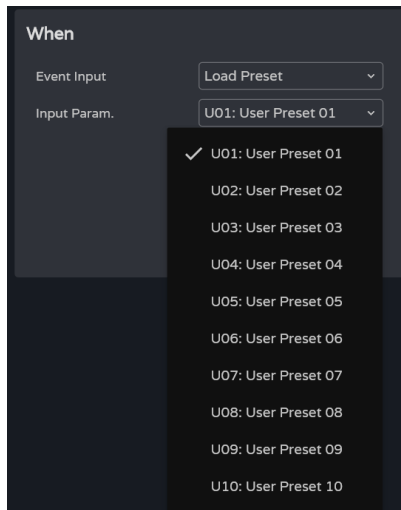 When
Event Input Load Preset
Input Param. U01: User Preset 01
U01: User Preset 01
U02: User Preset 02
U03: User Preset 03
U04: User Preset 04
U05: User Preset 05
U06: User Preset 06
U07: User Preset 07
U08: User Preset 08
U09: User Preset 09
U10: User Preset 10